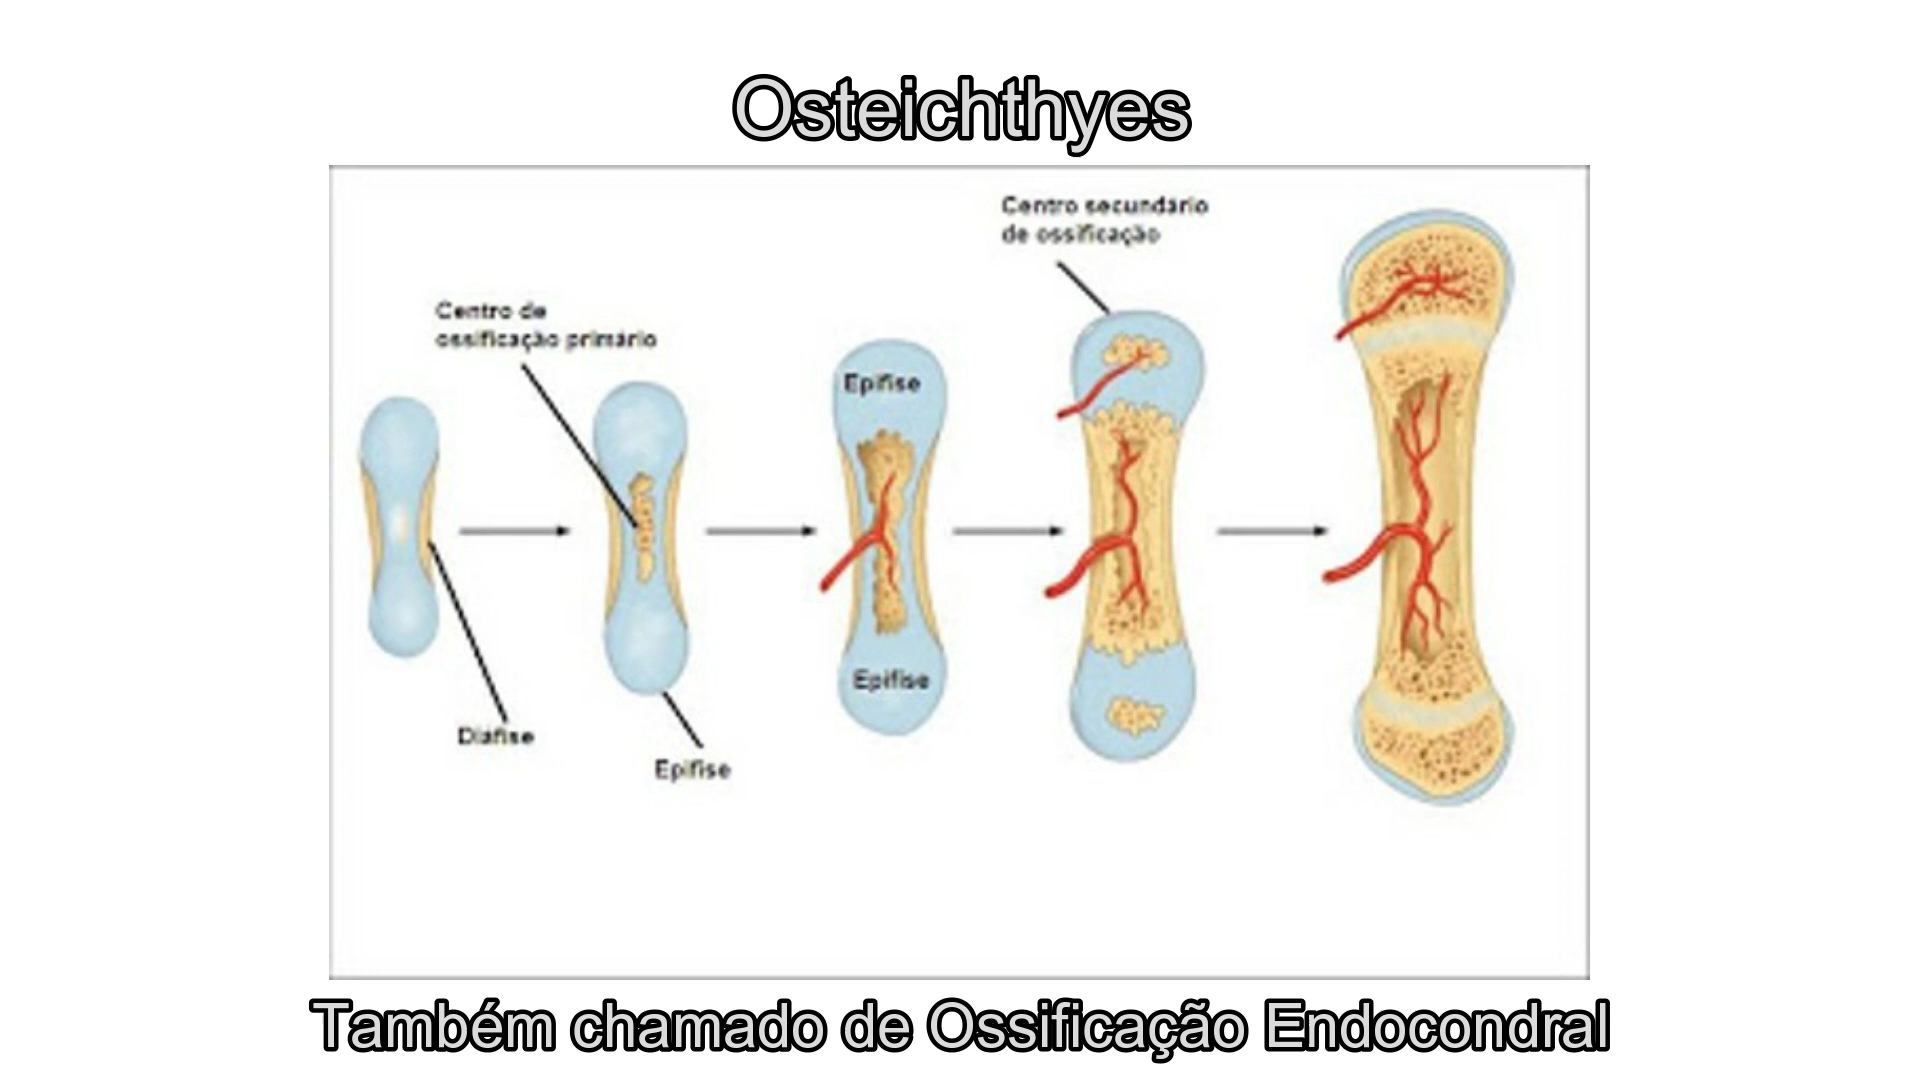 Osteichthyes
Centro secundário
de ossificação
Centro de
ossificação primário
Epífise
Epífise
Diáfise
Epífise
Também chamado de Ossificação Endocondral